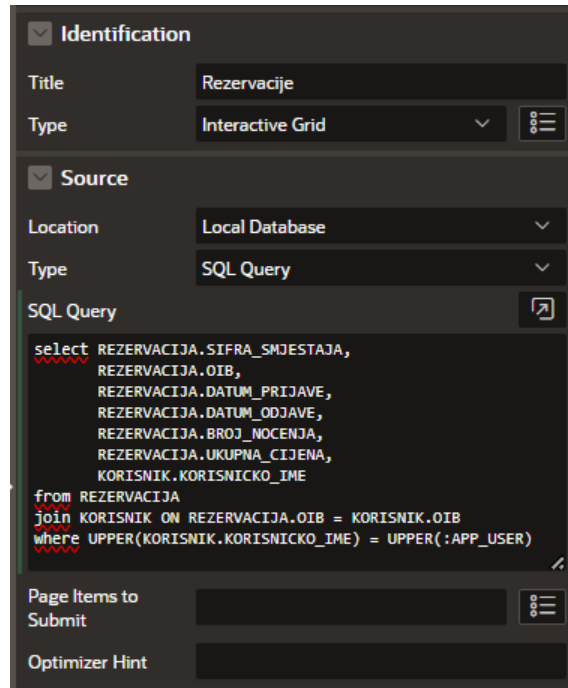 Identification
Title Rezervacije
Type Interactive Grid
Source
Location Local Database
Type SQL Query
SQL Query
select REZERVACIJA.SIFRA_SMJESTAJA,
REZERVACIJA.OIB,
REZERVACIJA.DATUM_PRIJAVE,
REZERVACIJA.DATUM_ODJAVE,
REZERVACIJA.BROJ_NOCENJA,
REZERVACIJA.UKUPNA_CIJENA,
KORISNIK.KORISNICKO_IME
from REZERVACIJA
join KORISNIK ON REZERVACIJA.OIB = KORISNIK.OIB
where UPPER(KORISNIK.KORISNICKO_IME) = UPPER(:APP_USER)
Page Items to
Submit
Optimizer Hint